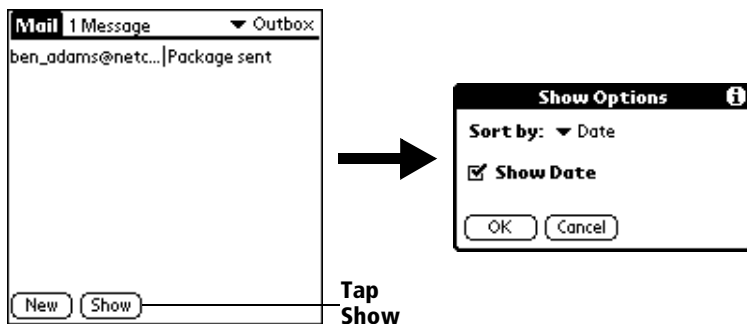 Mail 1 Message Outbox
ben_adams@netc... Package sent
New Show
Tap
Show
Show Options
Sort by: Date
Show Date
OK Cancel